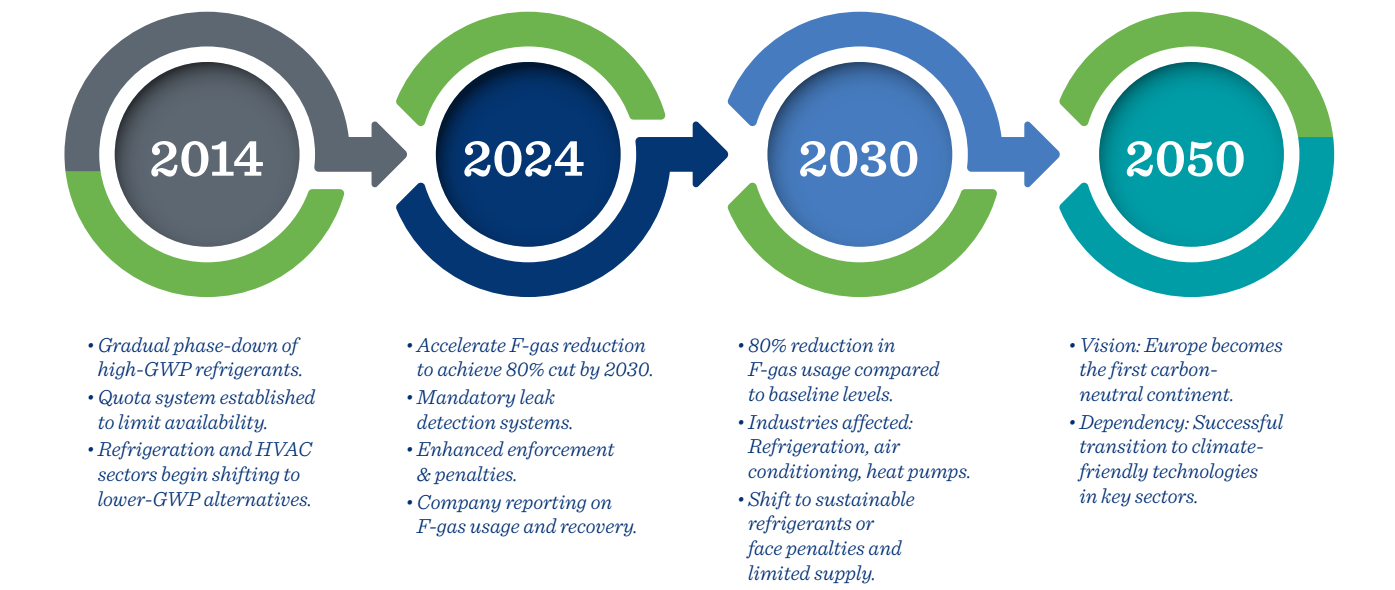 2014
2024
2030
2050
• Gradual phase-down of
high-GWP refrigerants.
• Quota system established
to limit availability.
• Refrigeration and HVAC
sectors begin shifting to
lower-GWP alternatives.
• Accelerate F-gas reduction
to achieve 80% cut by 2030.
• Mandatory leak
detection systems.
• Enhanced enforcement
& penalties.
• Company reporting on
F-gas usage and recovery.
• 80% reduction in
F-gas usage compared
to baseline levels.
• Industries affected:
Refrigeration, air
conditioning, heat pumps.
• Shift to sustainable
refrigerants or
face penalties and
limited supply.
• Vision: Europe becomes
the first carbon-
neutral continent.
• Dependency: Successful
transition to climate-
friendly technologies
in key sectors.